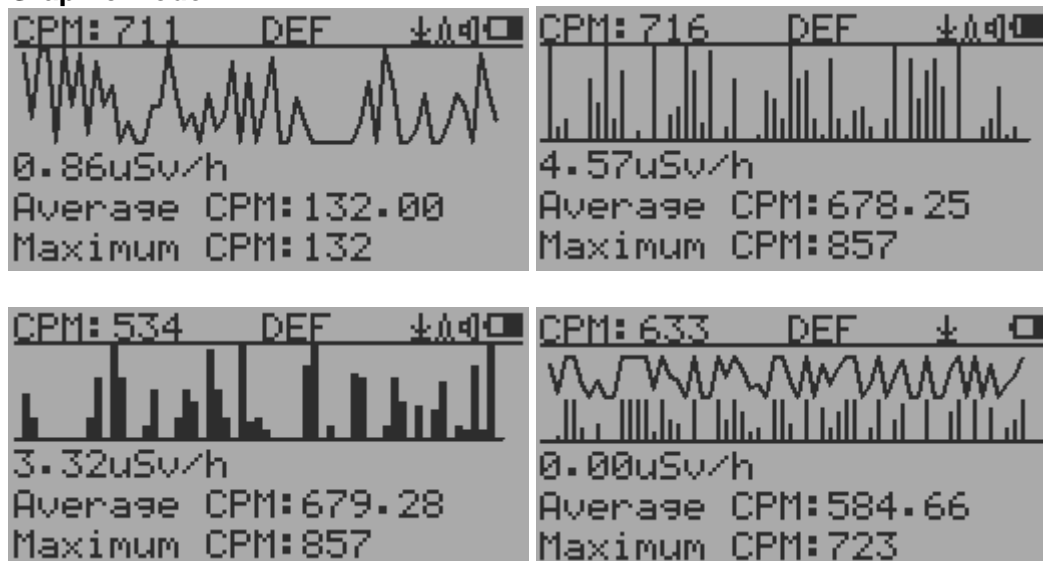 CPM: 711 DEF
0.86uSv/h
Average CPM:132.00
Maximum CPM:132
CPM: 716 DEF
4.57uSv/h
Average CPM:678.25
Maximum CPM:857
CPM: 534 DEF
3.32uSv/h
Average CPM:679.28
Maximum CPM:857
CPM: 633 DEF
0.00uSv/h
Average CPM:584.66
Maximum CPM:723